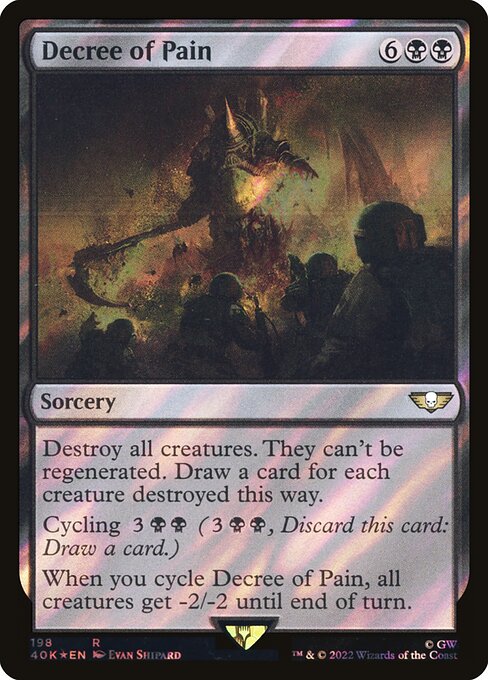 Decree of Pain 6
Sorcery
Destroy all creatures. They can't be
regenerated. Draw a card for each
creature destroyed this way.
Cycling 3 ( 3 , Discard this card:
Draw a card.)
When you cycle Decree of Pain, all
creatures get -2/-2 until end of turn.
198 R
40K★EN Evan Shipard
© GW
™ & © 2022 Wizards of the Coast